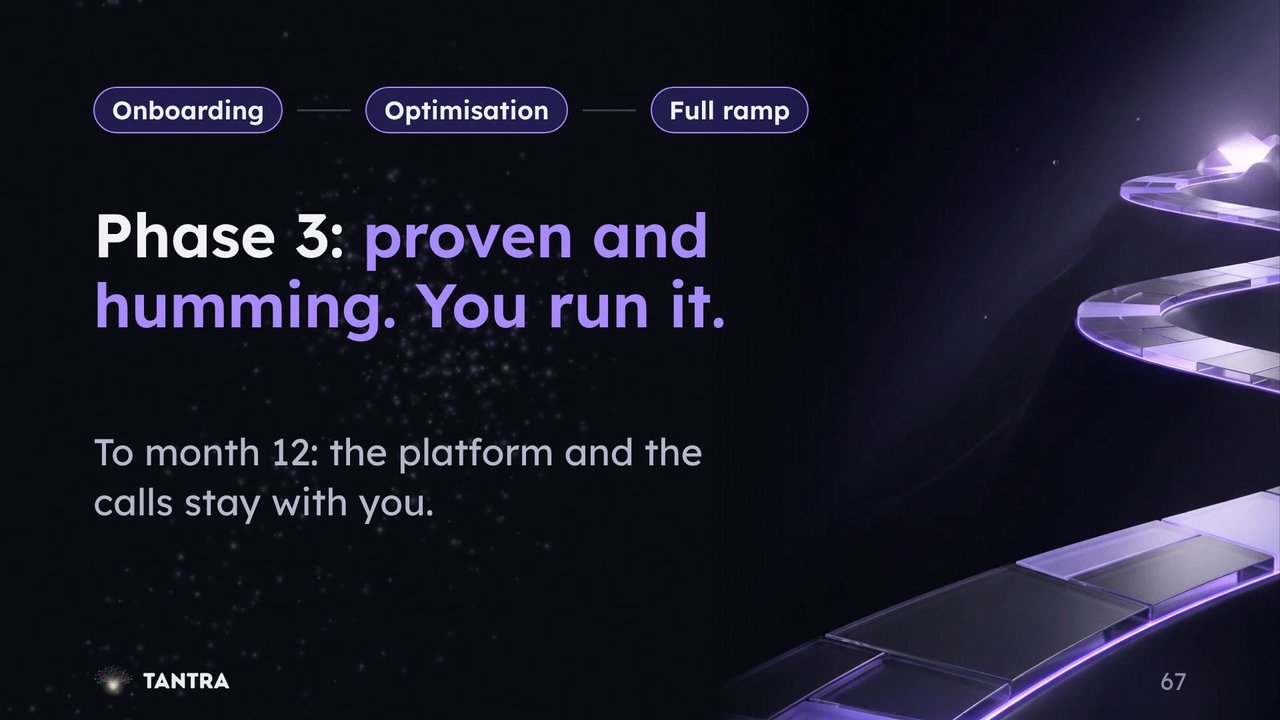 Onboarding
Optimisation
Full ramp
Phase 3: proven and
humming. You run it.
To month 12: the platform and the
calls stay with you.
TANTRA
67